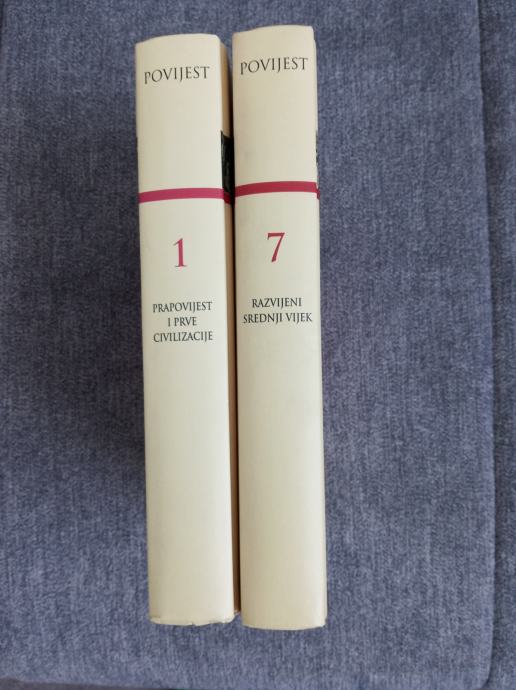 POVIJEST
1
PRAPOVIJEST
I PRVE
CIVILIZACIJE
POVIJEST
7
RAZVIJENI
SREDNJI VIJEK